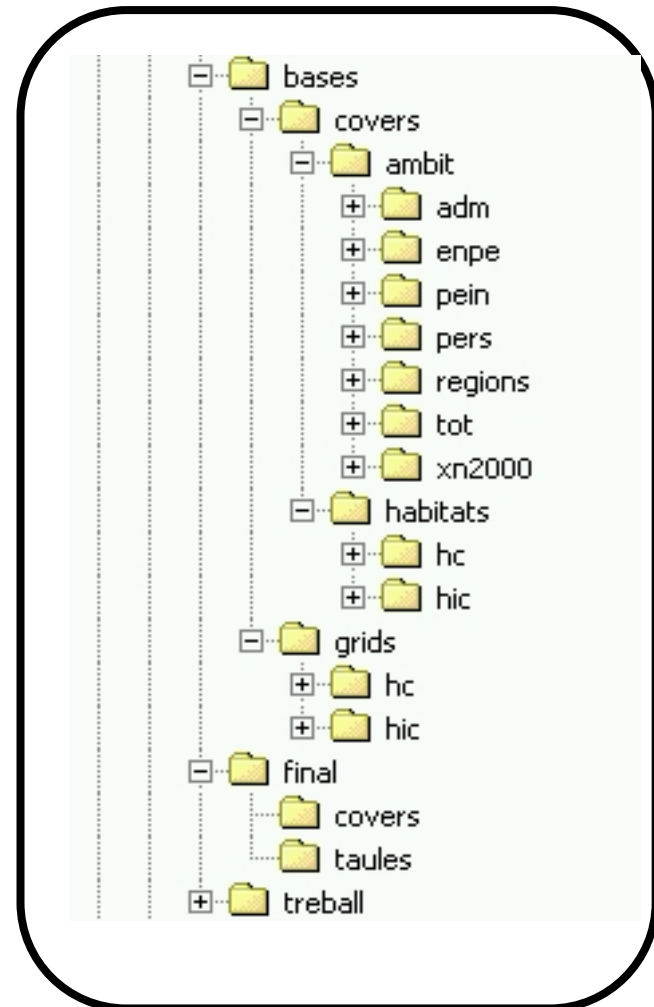 bases
covers
ambit
adm
enpe
pein
pers
regions
tot
xn2000
habitats
hc
hic
grids
hc
hic
final
covers
taules
treball